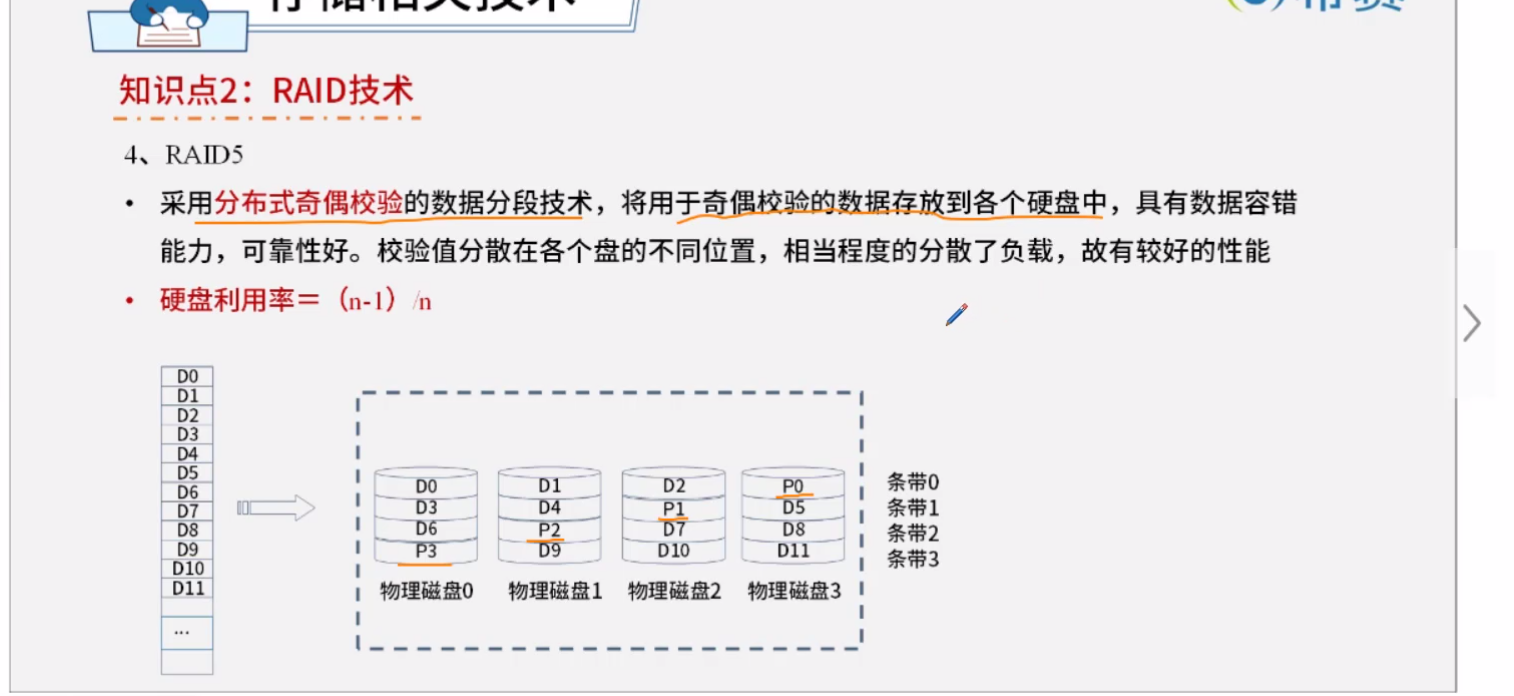 存储相关技术
希赛
知识点2：RAID技术
4、RAID5
• 采用分布式奇偶校验的数据分段技术，将用于奇偶校验的数据存放到各个硬盘中，具有数据容错
能力，可靠性好。校验值分散在各个盘的不同位置，相当程度的分散了负载，故有较好的性能
• 硬盘利用率＝（n-1）/n
D0
D1
D2
D3
D4
D5
D6
D7
D8
D9
D10
D11
...
D0 D1 D2 P0 条带0
D3 D4 P1 D5 条带1
D6 P2 D7 D8 条带2
P3 D9 D10 D11 条带3
物理磁盘0 物理磁盘1 物理磁盘2 物理磁盘3